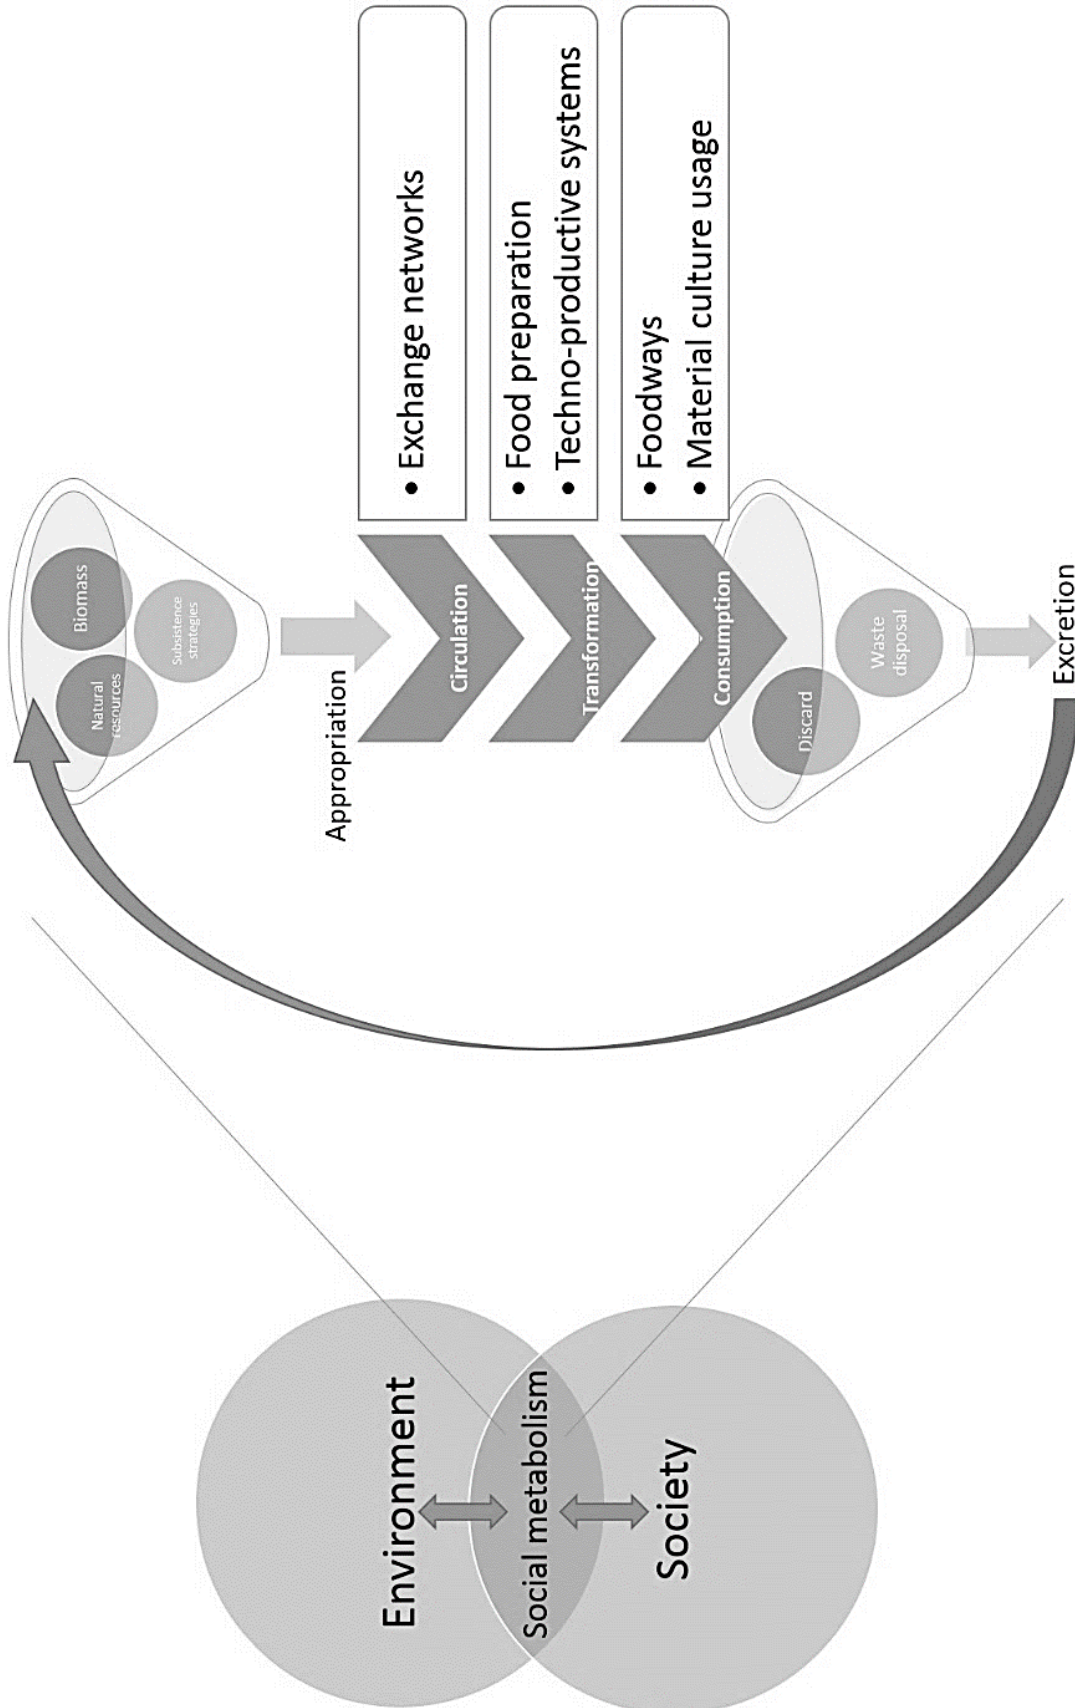 Environment
Social metabolism
Society
Biomass
Natural
resources
Subsistence
strategies
Appropriation
Circulation
• Exchange networks
Transformation
• Food preparation
• Techno-productive systems
Consumption
• Foodways
• Material culture usage
Discard
Waste
disposal
Excretion